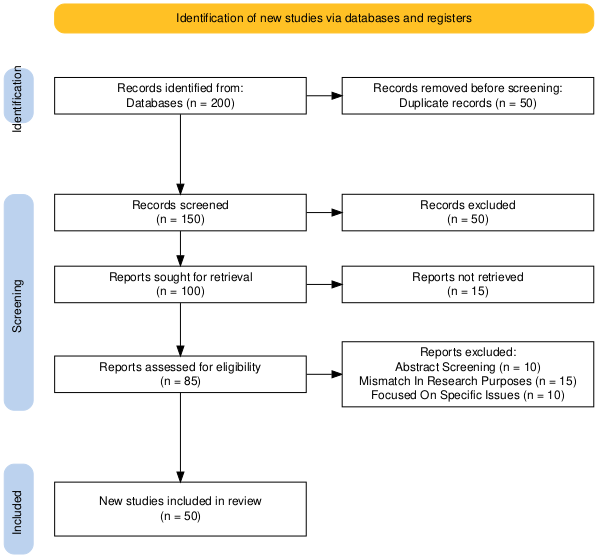 Identification of new studies via databases and registers
Identification
Records identified from:
Databases (n = 200)
Records removed before screening:
Duplicate records (n = 50)
Screening
Records screened
(n = 150)
Records excluded
(n = 50)
Reports sought for retrieval
(n = 100)
Reports not retrieved
(n = 15)
Reports assessed for eligibility
(n = 85)
Reports excluded:
Abstract Screening (n = 10)
Mismatch In Research Purposes (n = 15)
Focused On Specific Issues (n = 10)
Included
New studies included in review
(n = 50)